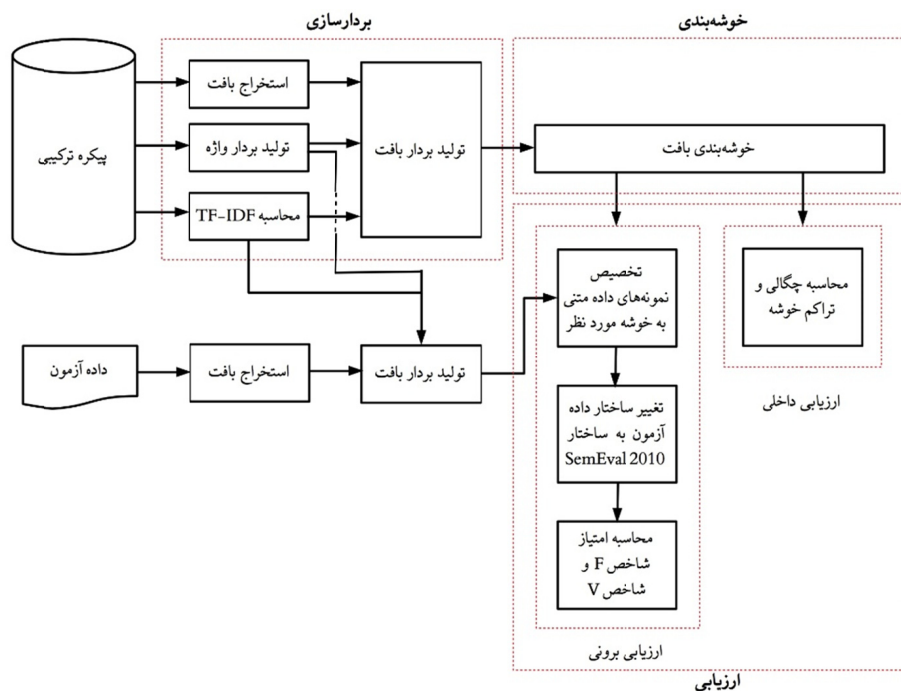 بردارسازی
خوشه‌بندی
پیکره ترکیبی
استخراج بافت
تولید بردار واژه
محاسبه TF-IDF
تولید بردار بافت
خوشه‌بندی بافت
تخصیص
نمونه‌های داده متنی
به خوشه مورد نظر
محاسبه چگالی و
تراکم خوشه
ارزیابی داخلی
داده آزمون
استخراج بافت
تولید بردار بافت
تغییر ساختار داده
آزمون به ساختار
SemEval 2010
محاسبه امتیاز
شاخص F و
شاخص V
ارزیابی برونی
ارزیابی